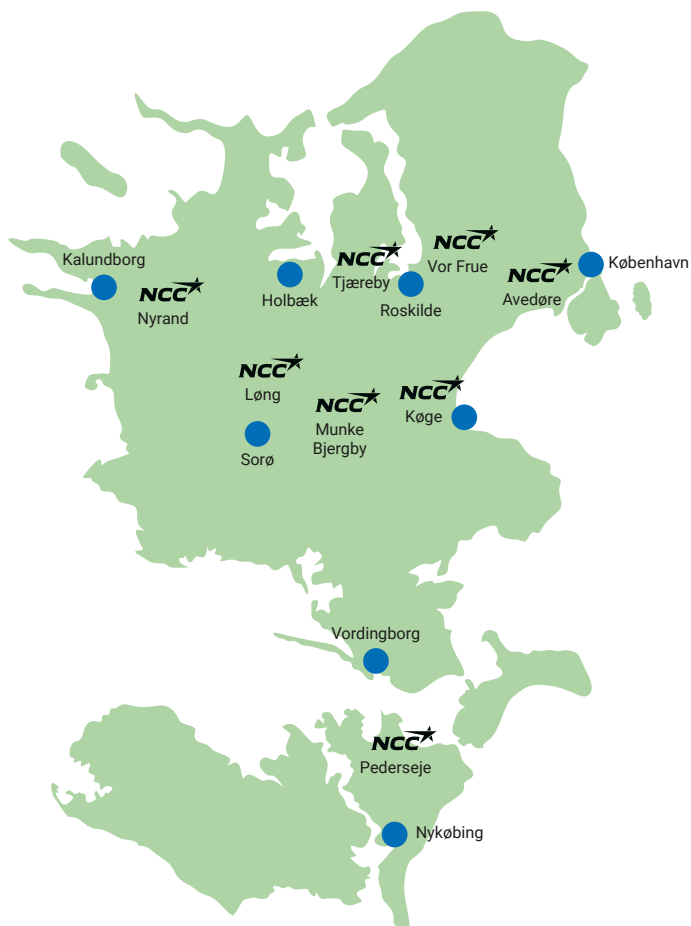 NCC
Vor Frue
NCC
Tjæreby
Kalundborg
København
NCC
Avedøre
NCC
Nyrand
Holbæk
Roskilde
NCC
Løng
NCC
Munke
Bjergby
NCC
Køge
Sorø
Vordingborg
NCC
Pederseje
Nykøbing